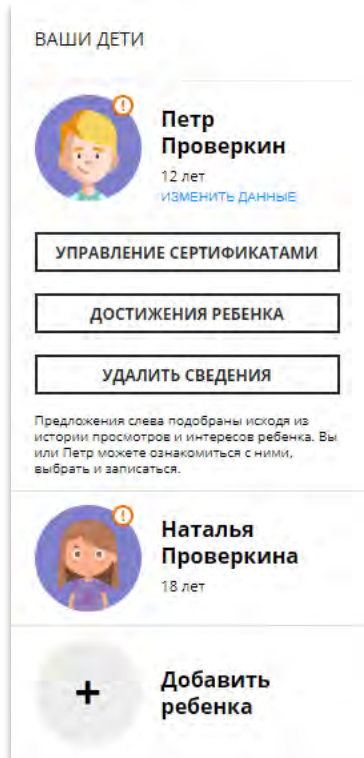 ВАШИ ДЕТИ
!
Петр
Проверкин
12 лет
ИЗМЕНИТЬ ДАННЫЕ
УПРАВЛЕНИЕ СЕРТИФИКАТАМИ
ДОСТИЖЕНИЯ РЕБЕНКА
УДАЛИТЬ СВЕДЕНИЯ
Предложения слева подобраны исходя из
истории просмотров и интересов ребенка. Вы
или Петр можете ознакомиться с ними,
выбрать и записаться.
!
Наталья
Проверкина
18 лет
+
Добавить
ребенка